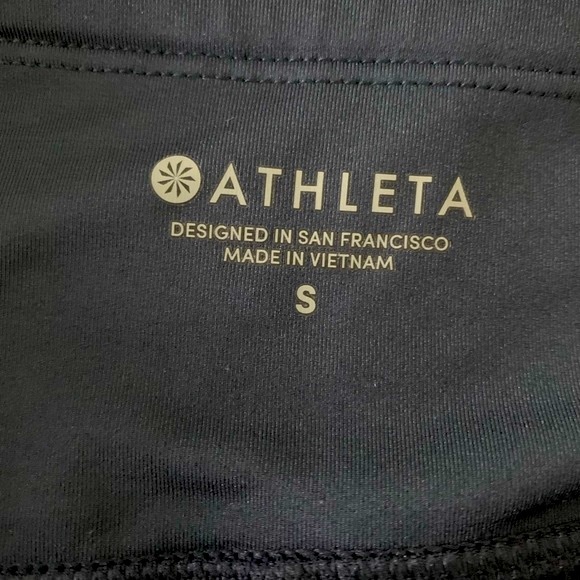 ATHLETA
DESIGNED IN SAN FRANCISCO
MADE IN VIETNAM
S